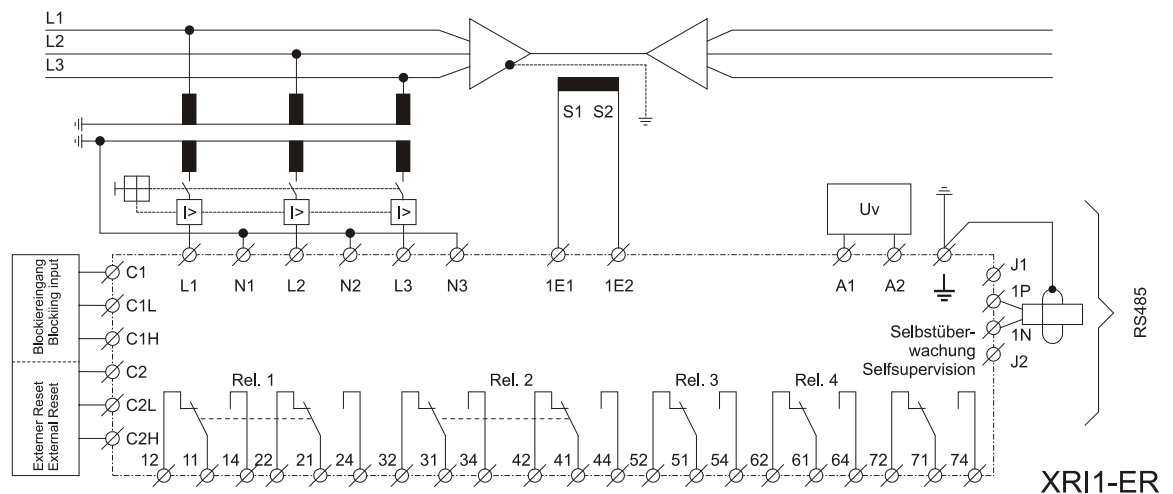 L1
L2
L3
S1 S2
I> I> I>
Uv
L1 N1 L2 N2 L3 N3 1E1 1E2 A1 A2
J1
1P
1N
J2
RS485
Selbstüber-
wachung
Selfsupervision
Blockiereingang
Blockiing input
C1
C1L
C1H
Externer Reset
External Reset
C2
C2L
C2H
Rel. 1 Rel. 2 Rel. 3 Rel. 4
12 11 14 22 21 24 32 31 34 42 41 44 52 51 54 62 61 64 72 71 74
XRI1-ER